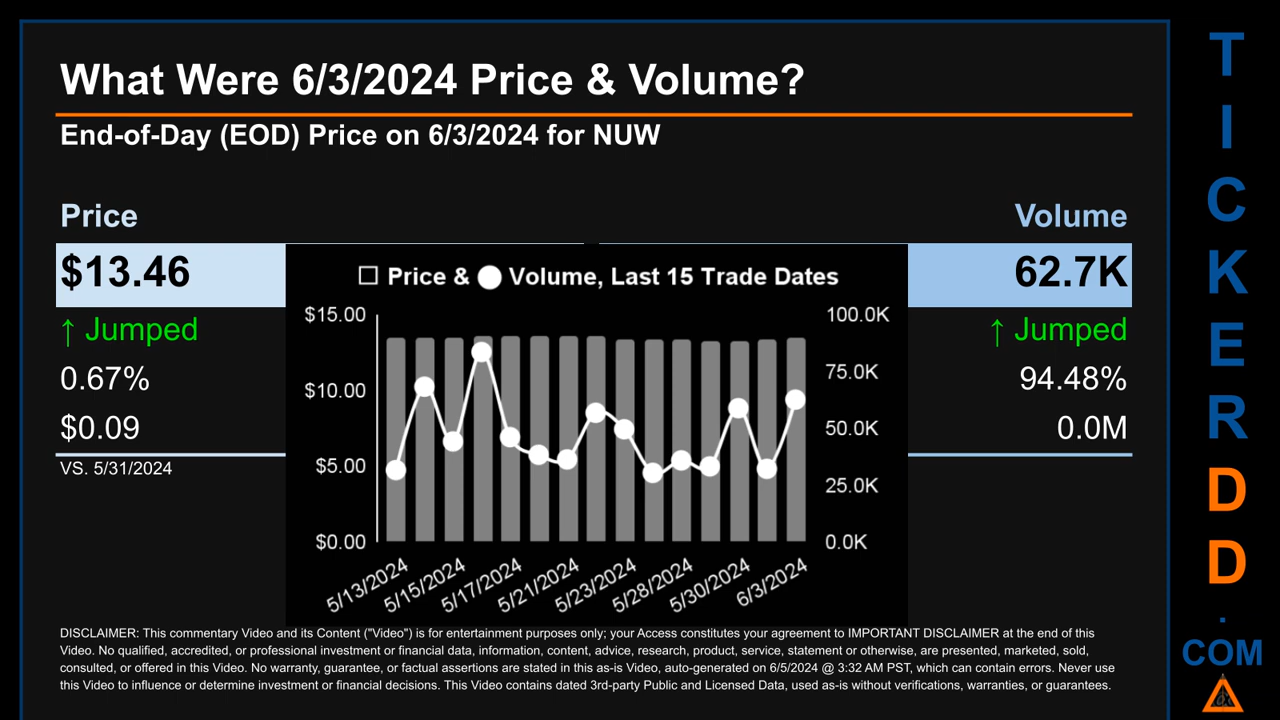 What Were 6/3/2024 Price & Volume?
End-of-Day (EOD) Price on 6/3/2024 for NUW
Price
Volume
$13.46
62.7K
↑ Jumped
↑ Jumped
0.67%
94.48%
$0.09
0.0M
VS. 5/31/2024
Price & Volume, Last 15 Trade Dates
$15.00
$10.00
$5.00
$0.00
100.0K
75.0K
50.0K
25.0K
0.0K
5/13/2024
5/15/2024
5/17/2024
5/21/2024
5/23/2024
5/28/2024
5/30/2024
6/3/2024
DISCLAIMER: This commentary Video and its Content ("Video") is for entertainment purposes only; your Access constitutes your agreement to IMPORTANT DISCLAIMER at the end of this
Video. No qualified, accredited, or professional investment or financial data, information, content, advice, research, product, service, statement or otherwise, are presented, marketed, sold,
consulted, or offered in this Video. No warranty, guarantee, or factual assertions are stated in this as-is Video, auto-generated on 6/5/2024 @ 3:32 AM PST, which can contain errors. Never use
this Video to influence or determine investment or financial decisions. This Video contains dated 3rd-party Public and Licensed Data, used as-is without verifications, warranties, or guarantees.
T
I
C
K
E
R
D
D
.
COM